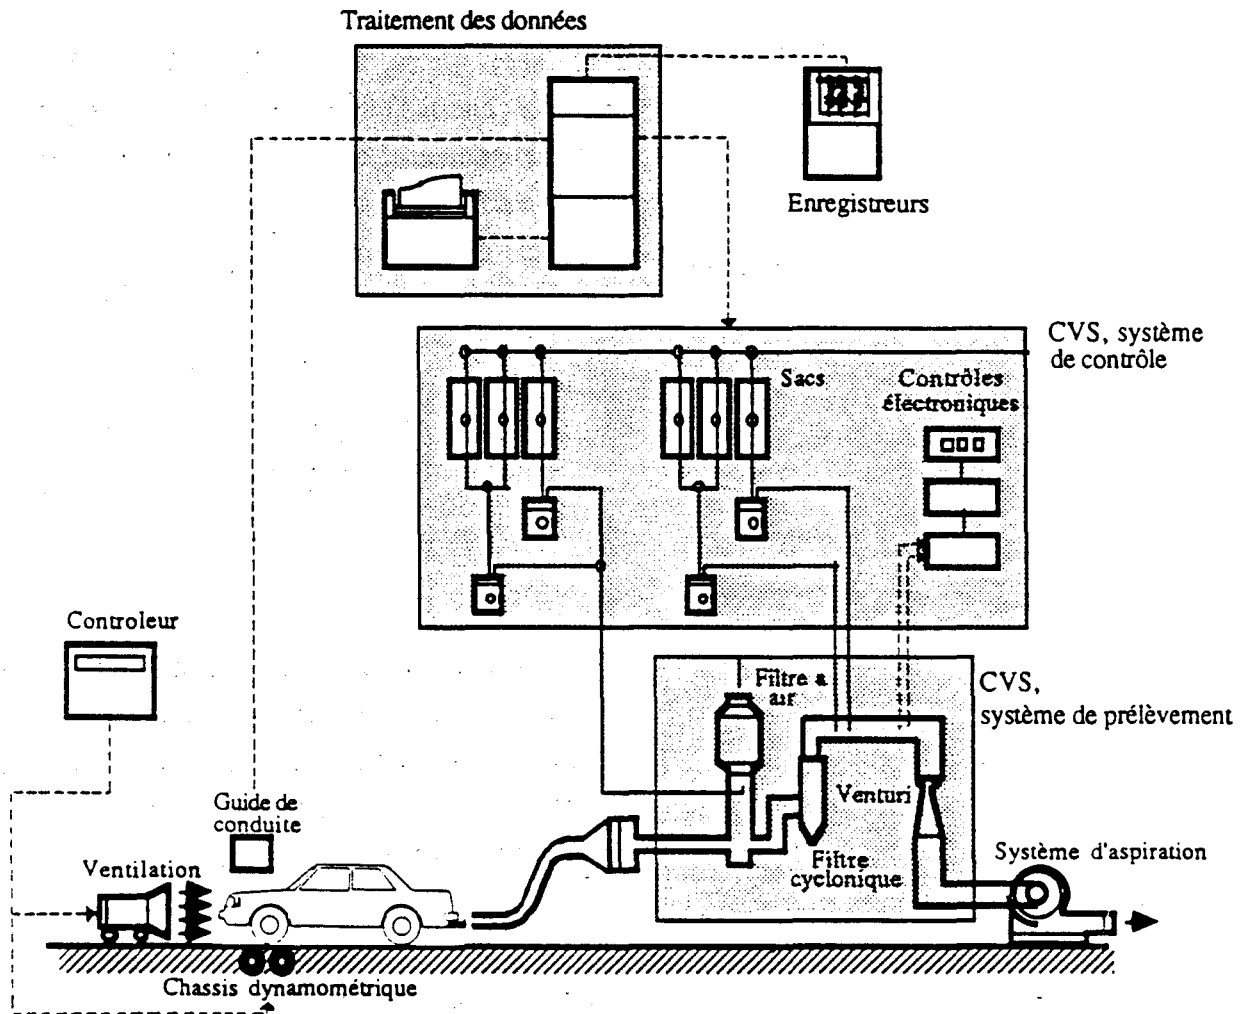 Traitement des données
Enregistreurs
CVS, système
de contrôle
Sacs
Contrôles
électroniques
Controleur
Filtre a
air
CVS,
système de prélèvement
Guide de
conduite
Venturi
Ventilation
Filtre
cyclonique
Système d'aspiration
Chassis dynamométrique